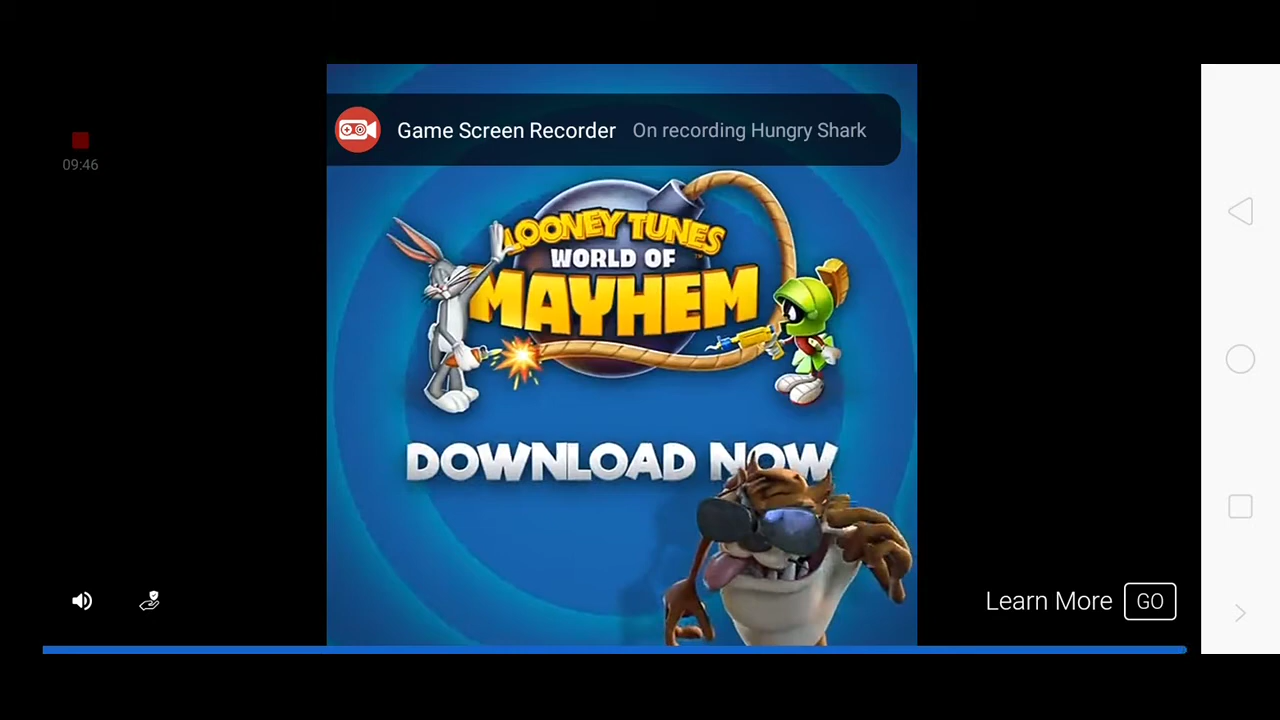 Game Screen Recorder On recording Hungry Shark
09:46
LOONEY TUNES
WORLD OF
MAYHEM
DOWNLOAD NOW
Learn More GO